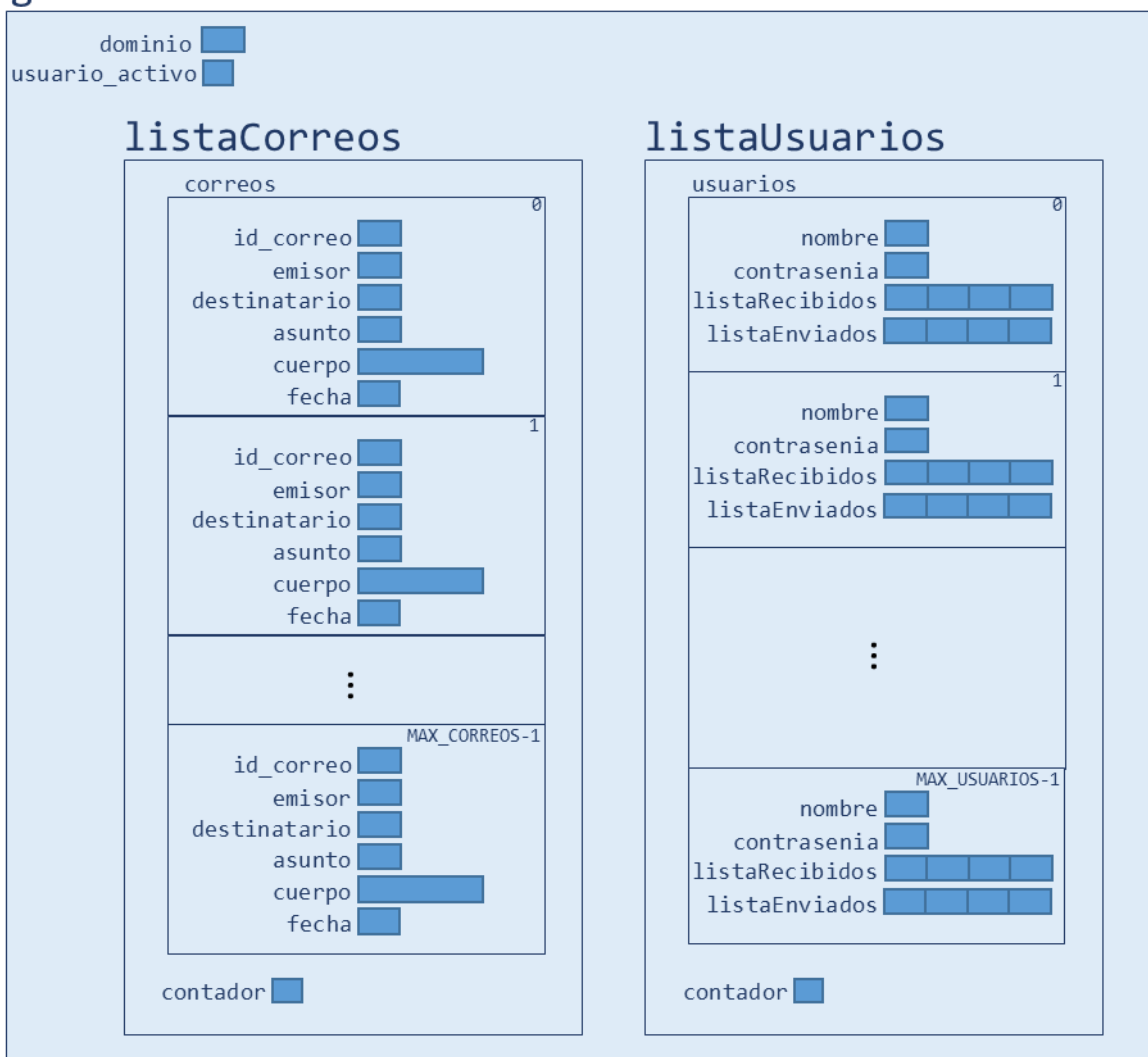 dominio
usuario_activo
listaCorreos
correos
0
id_correo
emisor
destinatario
asunto
cuerpo
fecha
1
id_correo
emisor
destinatario
asunto
cuerpo
fecha
⋮
MAX_CORREOS-1
id_correo
emisor
destinatario
asunto
cuerpo
fecha
contador
listaUsuarios
usuarios
0
nombre
contrasenia
listaRecibidos
listaEnviados
1
nombre
contrasenia
listaRecibidos
listaEnviados
⋮
MAX_USUARIOS-1
nombre
contrasenia
listaRecibidos
listaEnviados
contador